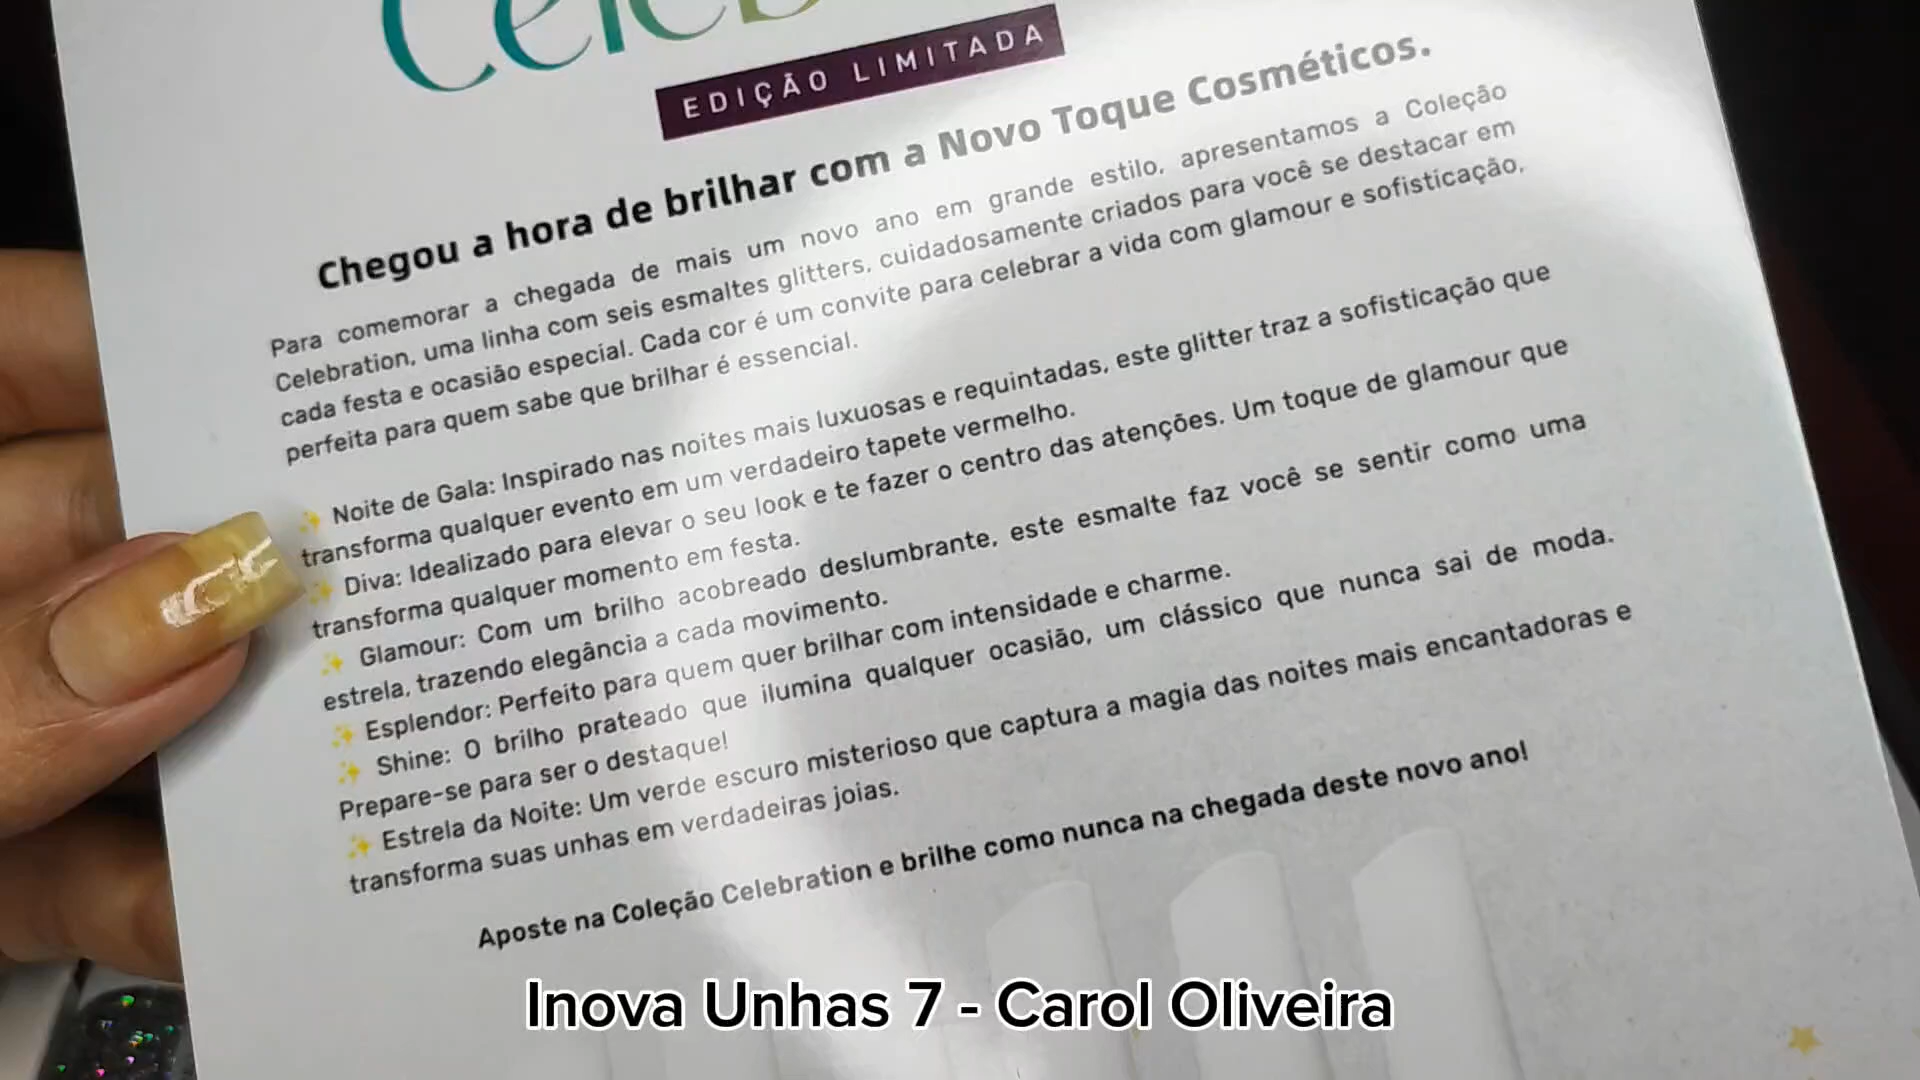 EDIÇÃO LIMITADA
Chegou a hora de brilhar com a Novo Toque Cosméticos.
Para comemorar a chegada de mais um novo ano em grande estilo, apresentamos a Coleção
Celebration, uma linha com seis esmaltes glitters, cuidadosamente criados para você se destacar em
cada festa e ocasião especial. Cada cor é um convite para celebrar a vida com glamour e sofisticação,
perfeita para quem sabe que brilhar é essencial.
✨ Noite de Gala: Inspirado nas noites mais luxuosas e requintadas, este glitter traz a sofisticação que
transforma qualquer evento em um verdadeiro tapete vermelho.
✨ Diva: Idealizado para elevar o seu look e te fazer o centro das atenções. Um toque de glamour que
transforma qualquer momento em festa.
✨ Glamour: Com um brilho acobreado deslumbrante, este esmalte faz você se sentir como uma
estrela, trazendo elegância a cada movimento.
✨ Esplendor: Perfeito para quem quer brilhar com intensidade e charme.
✨ Shine: O brilho prateado que ilumina qualquer ocasião, um clássico que nunca sai de moda.
Prepare-se para ser o destaque!
✨ Estrela da Noite: Um verde escuro misterioso que captura a magia das noites mais encantadoras e
transforma suas unhas em verdadeiras joias.
Aposte na Coleção Celebration e brilhe como nunca na chegada deste novo ano!
Inova Unhas 7 - Carol Oliveira